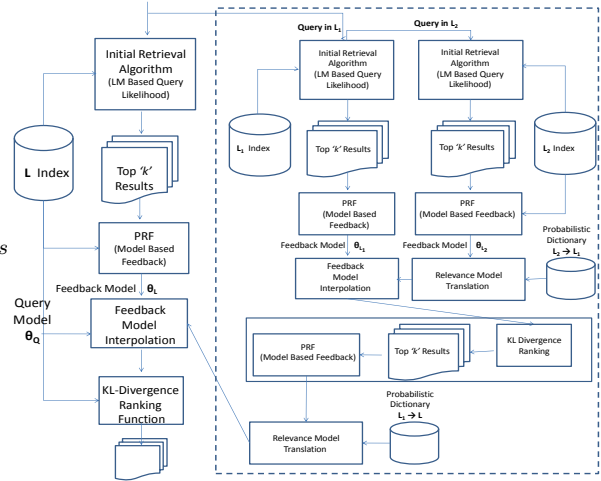 Query in L1
Query in L2
Initial Retrieval
Algorithm
(LM Based Query
Likelihood)
L Index
Top ‘k’
Results
PRF
(Model Based
Feedback)
s
Feedback Model θL
Query
Model
θQ
Feedback
Model
Interpolation
KL-Divergence
Ranking
Function
Initial Retrieval
Algorithm
(LM Based Query
Likelihood)
L1 Index
Top ‘k’ Results
PRF
(Model Based Feedback)
Feedback Model θL1
Feedback
Model
Interpolation
Initial Retrieval
Algorithm
(LM Based Query
Likelihood)
L2 Index
Top ‘k’ Results
PRF
(Model Based Feedback)
Feedback Model θL2
Relevance Model
Translation
Probabilistic
Dictionary
L2 → L1
PRF
(Model Based Feedback)
Top ‘k’ Results
KL Divergence
Ranking
Probabilistic
Dictionary
L1 → L
Relevance Model
Translation